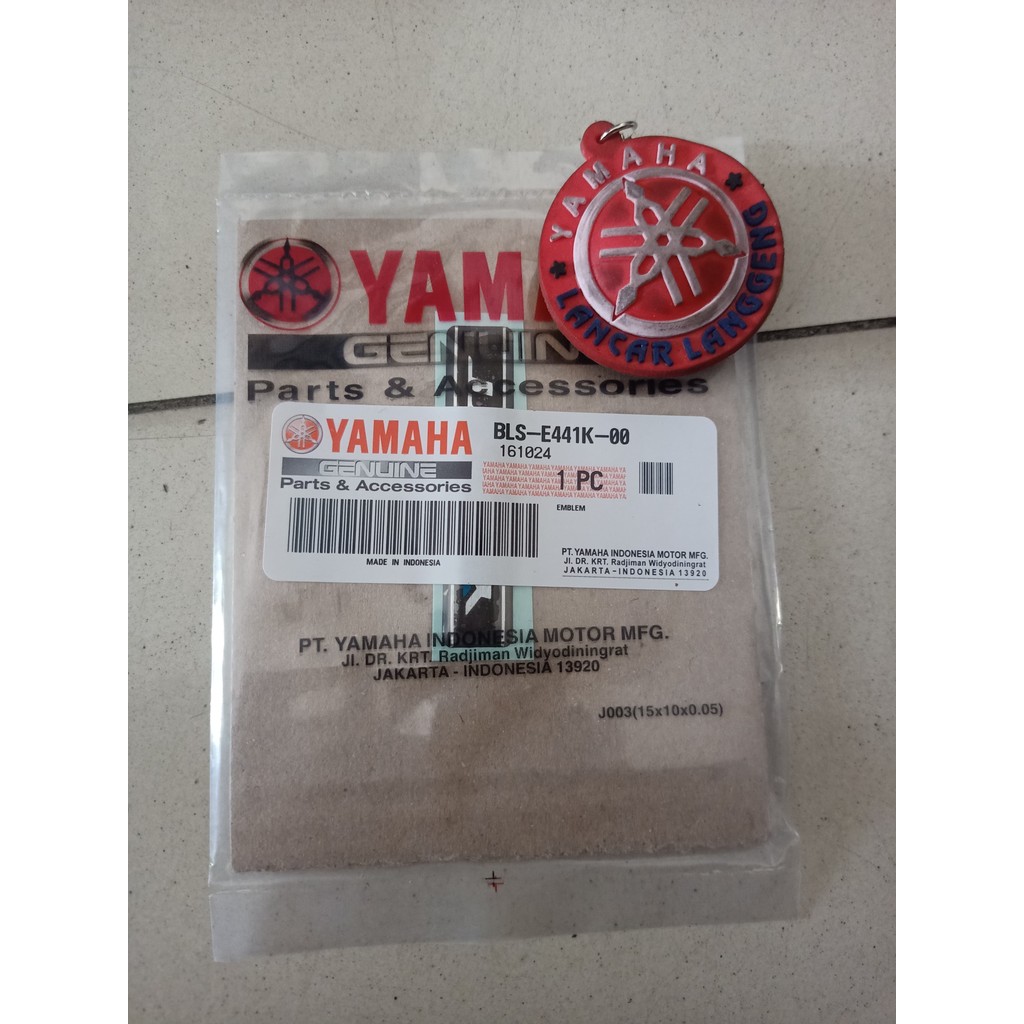 YAMAHA
LANCAR LANGGENG
YAM
GENUIN
Parts & Accessories
YAMAHA
GENUINE
Parts & Accessories
BLS-E441K-00
161024
1 PC
EMBLEM
MADE IN INDONESIA
PT. YAMAHA INDONESIA MOTOR MFG.
Jl. DR. KRT. Radjiman Widyodiningrat
JAKARTA - INDONESIA 13920
PT. YAMAHA INDONESIA MOTOR MFG.
Jl. DR. KRT. Radjiman Widyodiningrat
JAKARTA - INDONESIA 13920
J003(15x10x0.05)